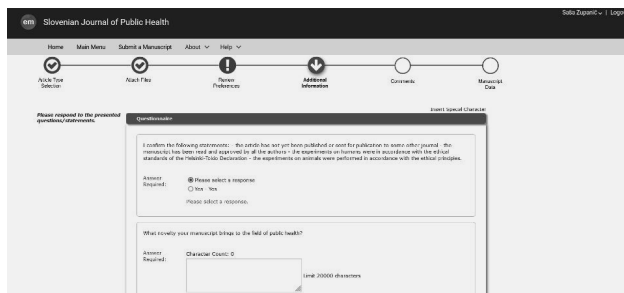 Saša Zupanič | Logo
em Slovenian Journal of Public Health
Home Main Menu Submit a Manuscript About Help
Article Type Selection
Attach Files
Review Preferences
Additional Information
Comments
Manuscript Data
Insert Special Character
Please respond to the presented questions/statements.
Questionnaire
I confirm the following statements: - the article has not yet been published or sent for publication to some other journal - the
manuscript has been read and approved by all the authors - the experiments on humans were in accordance with the ethical
standards of the Helsinki-Tokio Declaration - the experiments on animals were performed in accordance with the ethical principles.
Answer Required:
Please select a response
Yes - Yes
Please select a response.
What novelty your manuscript brings to the field of public health?
Answer Required:
Character Count: 0
Limit 20000 characters